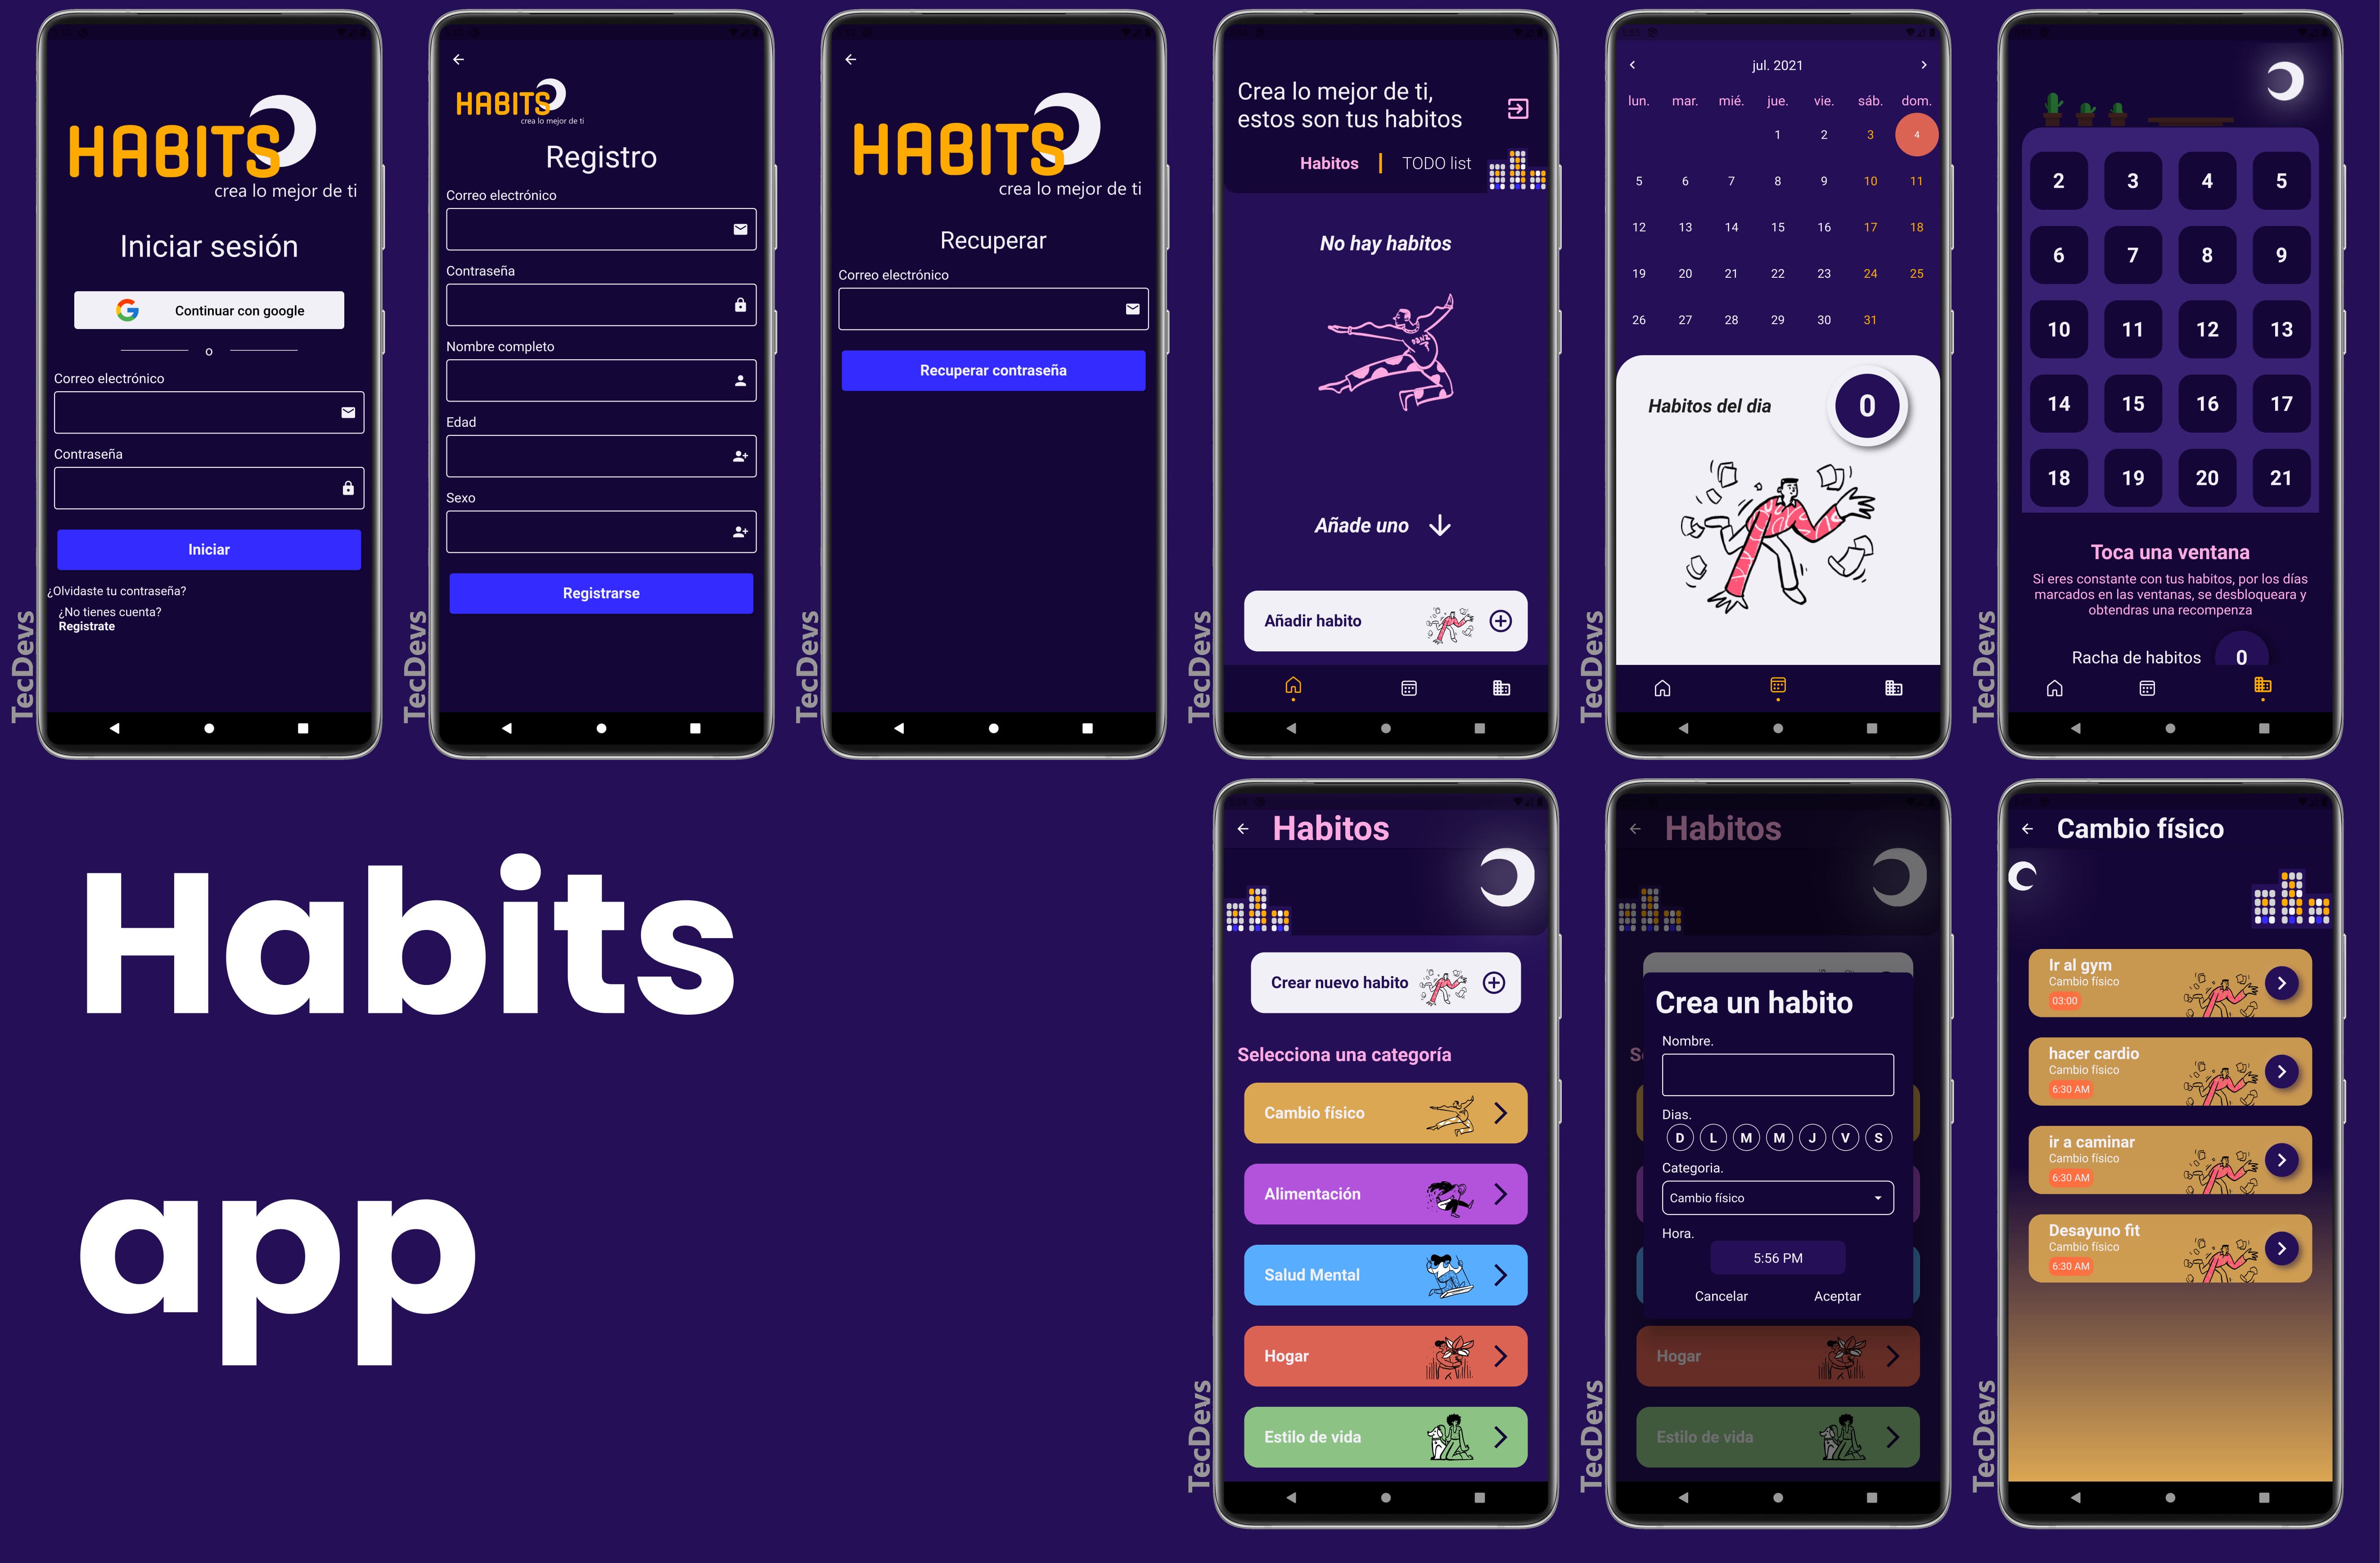 HABITS
crea lo mejor de ti
Iniciar sesión
Continuar con google
o
Correo electrónico
Contraseña
Iniciar
¿Olvidaste tu contraseña?
¿No tienes cuenta?
Registrate
TecDevs
HABITS
crea lo mejor de ti
Registro
Correo electrónico
Contraseña
Nombre completo
Edad
Sexo
Registrarse
TecDevs
HABITS
crea lo mejor de ti
Recuperar
Correo electrónico
Recuperar contraseña
TecDevs
Crea lo mejor de ti,
estos son tus habitos
Habitos | TODO list
No hay habitos
Añade uno
Añadir habito
TecDevs
jul. 2021
lun. mar. mié. jue. vie. sáb. dom.
1 2 3 4
5 6 7 8 9 10 11
12 13 14 15 16 17 18
19 20 21 22 23 24 25
26 27 28 29 30 31
Habitos del dia 0
TecDevs
2 3 4 5
6 7 8 9
10 11 12 13
14 15 16 17
18 19 20 21
Toca una ventana
Si eres constante con tus habitos, por los días
marcados en las ventanas, se desbloqueara y
obtendras una recompenza
Racha de habitos 0
TecDevs
Habits
app
Habitos
Crear nuevo habito
Selecciona una categoría
Cambio físico
Alimentación
Salud Mental
Hogar
Estilo de vida
TecDevs
Habitos
Crea un habito
Nombre.
Dias.
D L M M J V S
Categoria.
Cambio físico
Hora.
5:56 PM
Cancelar Aceptar
Hogar
Estilo de vida
TecDevs
Cambio físico
Ir al gym
Cambio físico
03:00
hacer cardio
Cambio físico
6:30 AM
ir a caminar
Cambio físico
6:30 AM
Desayuno fit
Cambio físico
6:30 AM
TecDevs